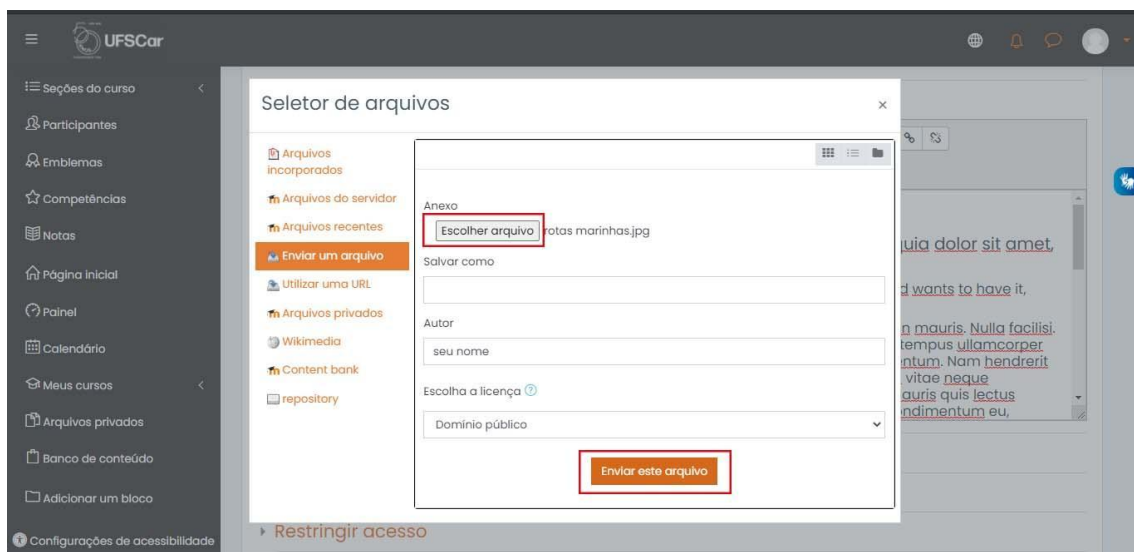 UFSCar
Seções do curso
Participantes
Emblemas
Competências
Notas
Página inicial
Painel
Calendário
Meus cursos
Arquivos privados
Banco de conteúdo
Adicionar um bloco
Configurações de acessibilidade
Seletor de arquivos
Arquivos
incorporados
Arquivos do servidor
Arquivos recentes
Enviar um arquivo
Utilizar uma URL
Arquivos privados
Wikimedia
Content bank
repository
Anexo
Escolher arquivo rotas marinhas.jpg
Salvar como
Autor
seu nome
Escolha a licença
Domínio público
Enviar este arquivo
quia dolor sit amet,
wants to have it,
mauris. Nulla facilisi.
tempus ullamcorper
Nam hendrerit
vitae neque
quis lectus
eu,
Restringir acesso